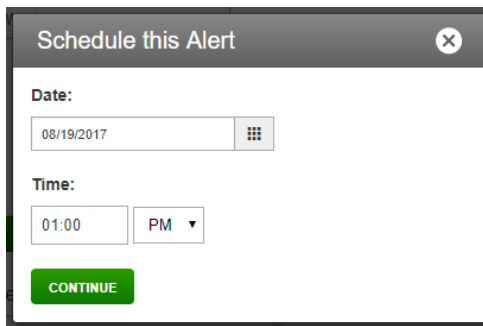 Schedule this Alert
Date:
08/19/2017
Time:
01:00 PM
CONTINUE